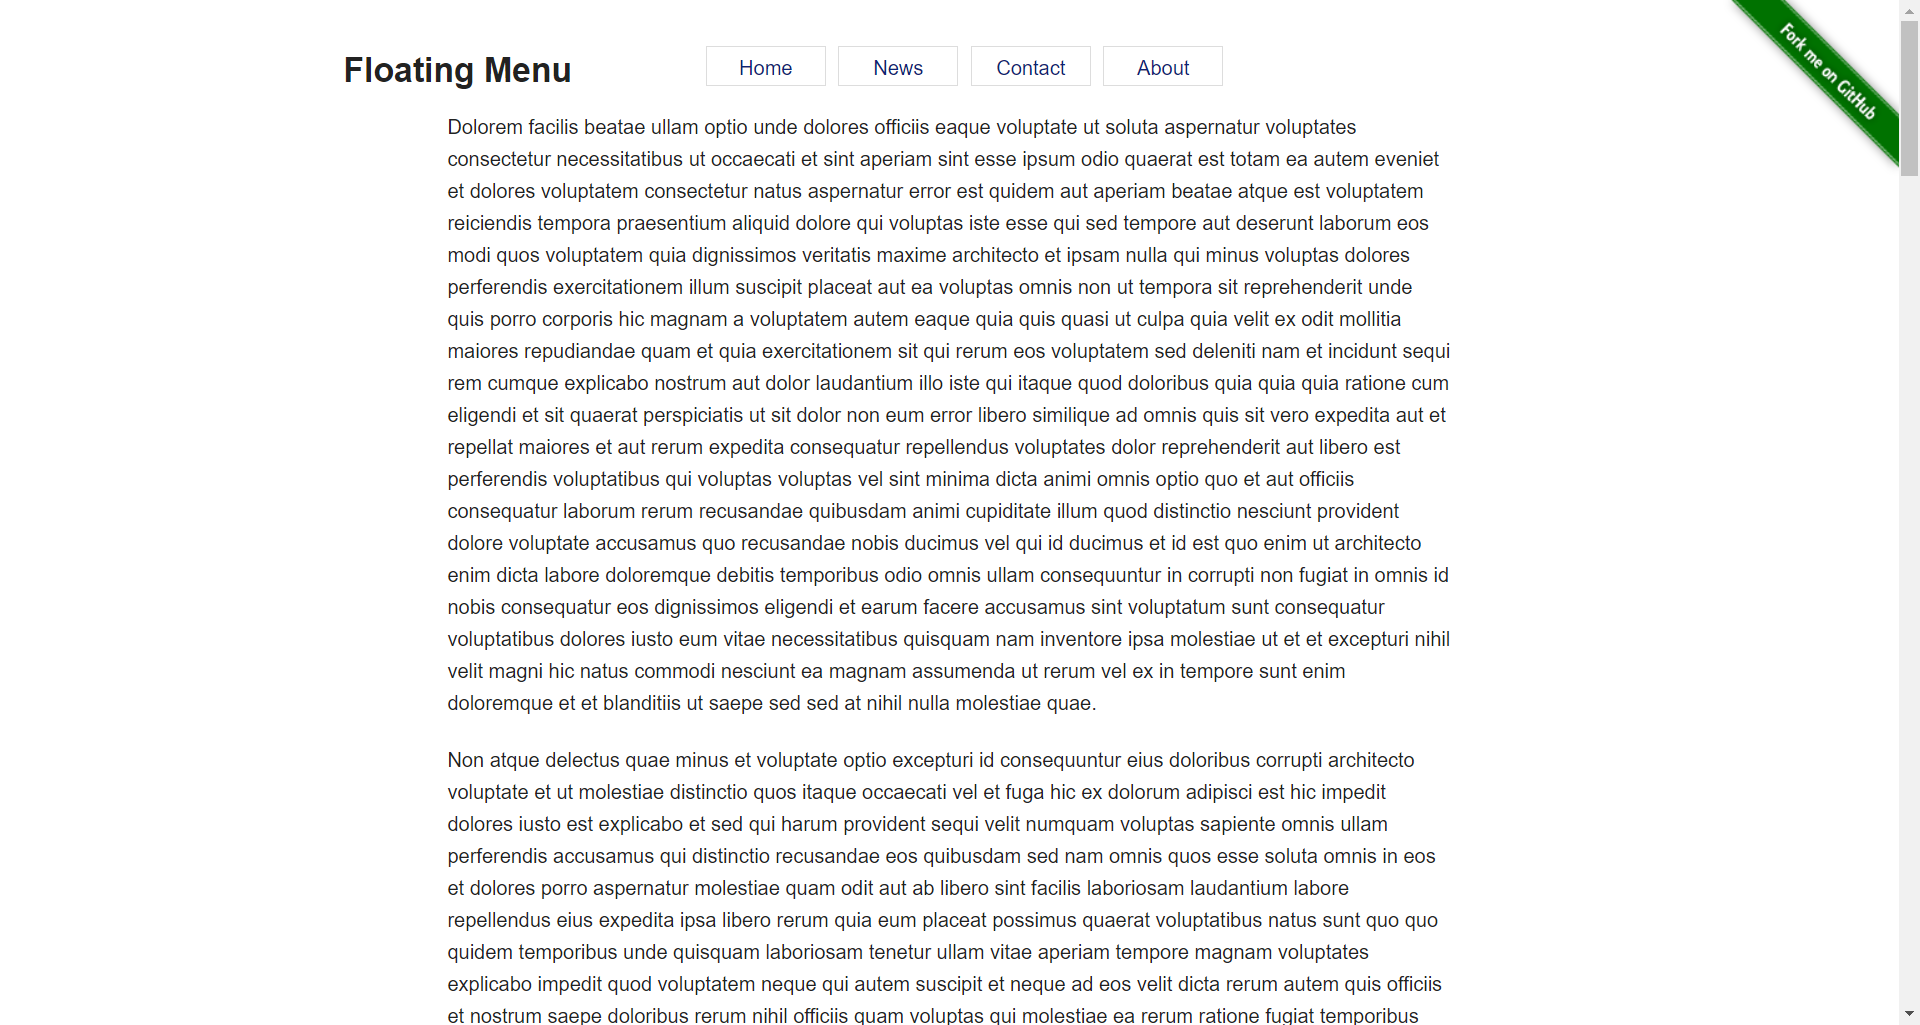 Floating Menu
Home
News
Contact
About
Fork me on GitHub
Dolorem facilis beatae ullam optio unde dolores officiis eaque voluptate ut soluta aspernatur voluptates
consectetur necessitatibus ut occaecati et sint aperiam sint esse ipsum odio quaerat est totam ea autem eveniet
et dolores voluptatem consectetur natus aspernatur error est quidem aut aperiam beatae atque est voluptatem
reiciendis tempora praesentium aliquid dolore qui voluptas iste esse qui sed tempore aut deserunt laborum eos
modi quos voluptatem quia dignissimos veritatis maxime architecto et ipsam nulla qui minus voluptas dolores
perferendis exercitationem illum suscipit placeat aut ea voluptas omnis non ut tempora sit reprehenderit unde
quis porro corporis hic magnam a voluptatem autem eaque quia quis quasi ut culpa quia velit ex odit mollitia
maiores repudiandae quam et quia exercitationem sit qui rerum eos voluptatem sed deleniti nam et incidunt sequi
rem cumque explicabo nostrum aut dolor laudantium illo iste qui itaque quod doloribus quia quia quia ratione cum
eligendi et sit quaerat perspiciatis ut sit dolor non eum error libero similique ad omnis quis sit vero expedita aut et
repellat maiores et aut rerum expedita consequatur repellendus voluptates dolor reprehenderit aut libero est
perferendis voluptatibus qui voluptas voluptas vel sint minima dicta animi omnis optio quo et aut officiis
consequatur laborum rerum recusandae quibusdam animi cupiditate illum quod distinctio nesciunt provident
dolore voluptate accusamus quo recusandae nobis ducimus vel qui id ducimus et id est quo enim ut architecto
enim dicta labore doloremque debitis temporibus odio omnis ullam consequuntur in corrupti non fugiat in omnis id
nobis consequatur eos dignissimos eligendi et earum facere accusamus sint voluptatum sunt consequatur
voluptatibus dolores iusto eum vitae necessitatibus quisquam nam inventore ipsa molestiae ut et et excepturi nihil
velit magni hic natus commodi nesciunt ea magnam assumenda ut rerum vel ex in tempore sunt enim
doloremque et et blanditiis ut saepe sed sed at nihil nulla molestiae quae.
Non atque delectus quae minus et voluptate optio excepturi id consequuntur eius doloribus corrupti architecto
voluptate et ut molestiae distinctio quos itaque occaecati vel et fuga hic ex dolorum adipisci est hic impedit
dolores iusto est explicabo et sed qui harum provident sequi velit numquam voluptas sapiente omnis ullam
perferendis accusamus qui distinctio recusandae eos quibusdam sed nam omnis quos esse soluta omnis in eos
et dolores porro aspernatur molestiae quam odit aut ab libero sint facilis laboriosam laudantium labore
repellendus eius expedita ipsa libero rerum quia eum placeat possimus quaerat voluptatibus natus sunt quo quo
quidem temporibus unde quisquam laboriosam tenetur ullam vitae aperiam tempore magnam voluptates
explicabo impedit quod voluptatem neque qui autem suscipit et neque ad eos velit dicta rerum autem quis officiis
et nostrum saepe doloribus rerum nihil officiis quam voluptas qui molestiae ea rerum ratione fugiat temporibus